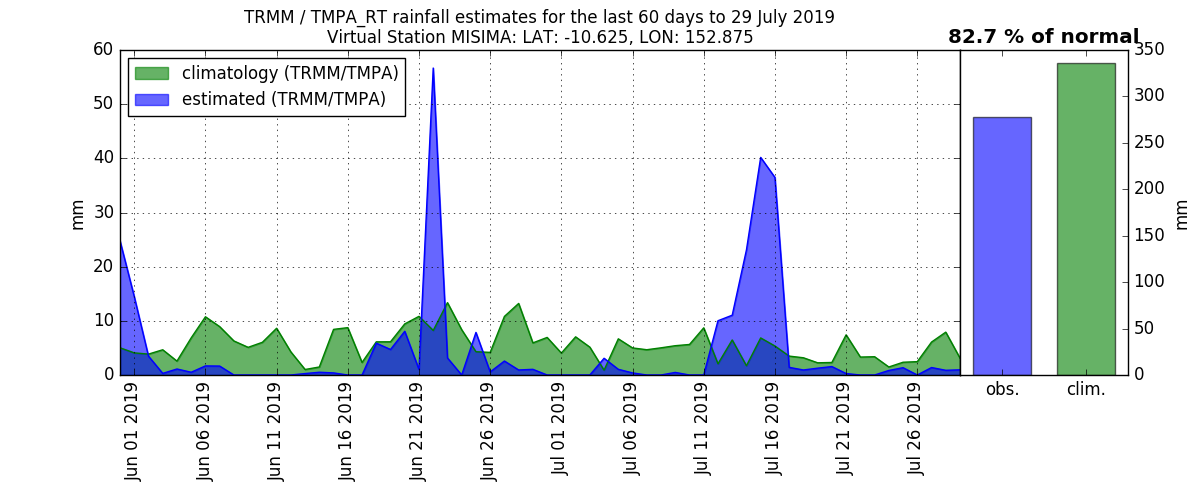 TRMM / TMPA_RT rainfall estimates for the last 60 days to 29 July 2019
Virtual Station MISIMA: LAT: -10.625, LON: 152.875
82.7 % of normal
climatology (TRMM/TMPA)
estimated (TRMM/TMPA)
60
50
40
30
20
10
0
mm
350
300
250
200
150
100
50
0
mm
Jun 01 2019
Jun 06 2019
Jun 11 2019
Jun 16 2019
Jun 21 2019
Jun 26 2019
Jul 01 2019
Jul 06 2019
Jul 11 2019
Jul 16 2019
Jul 21 2019
Jul 26 2019
obs.
clim.